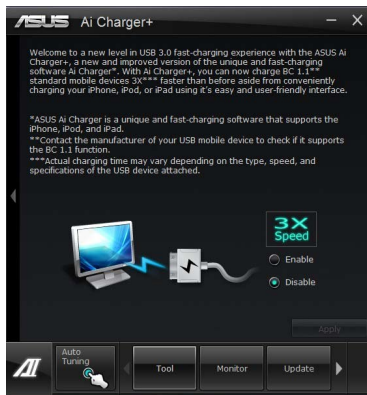 ASUS Ai Charger+
Welcome to a new level in USB 3.0 fast-charging experience with the ASUS Ai
Charger+, a new and improved version of the unique and fast-charging
software Ai Charger*. With Ai Charger+, you can now charge BC 1.1**
standard mobile devices 3X*** faster than before aside from conveniently
charging your iPhone, iPod, or iPad using it's easy and user-friendly interface.
*ASUS Ai Charger is a unique and fast-charging software that supports the
iPhone, iPod, and iPad.
**Contact the manufacturer of your USB mobile device to check if it supports
the BC 1.1 function.
***Actual charging time may vary depending on the type, speed, and
specifications of the USB device attached.
3X
Speed
Enable
Disable
Apply
AI
Auto
Tuning
Tool
Monitor
Update